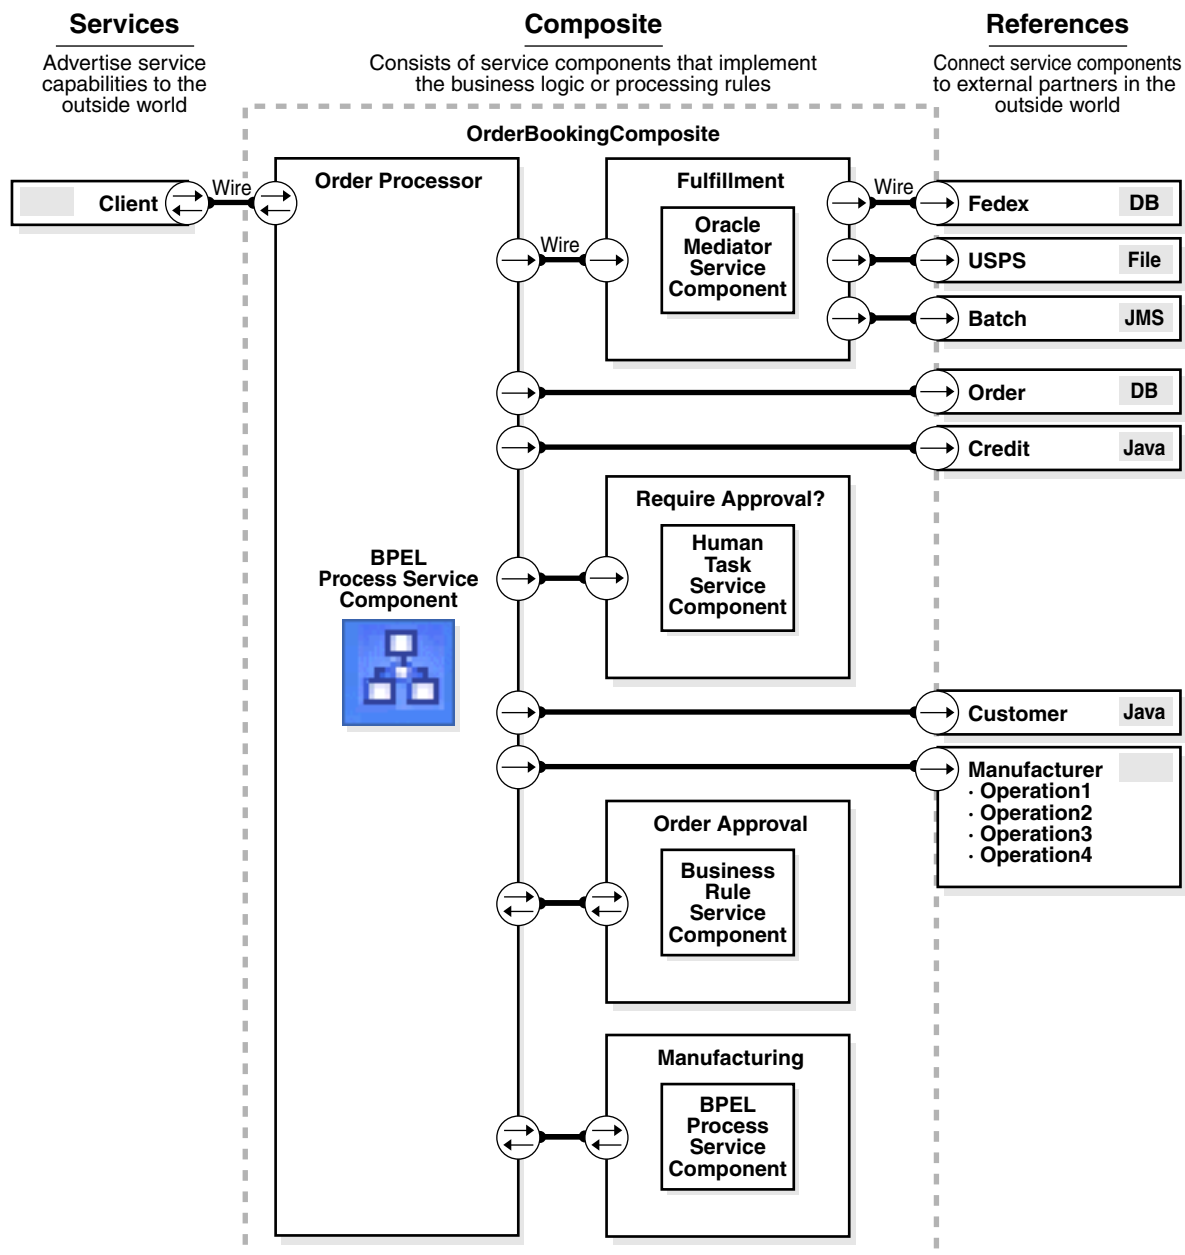 Services
Advertise service
capabilities to the
outside world
Composite
Consists of service components that implement
the business logic or processing rules
References
Connect service components
to external partners in the
outside world
OrderBookingComposite
Client
Wire
Order Processor
BPEL
Process Service
Component
Wire
Fulfillment
Oracle
Mediator
Service
Component
Wire
Fedex DB
USPS File
Batch JMS
Order DB
Credit Java
Require Approval?
Human
Task
Service
Component
Customer Java
Manufacturer
· Operation1
· Operation2
· Operation3
· Operation4
Order Approval
Business
Rule
Service
Component
Manufacturing
BPEL
Process
Service
Component